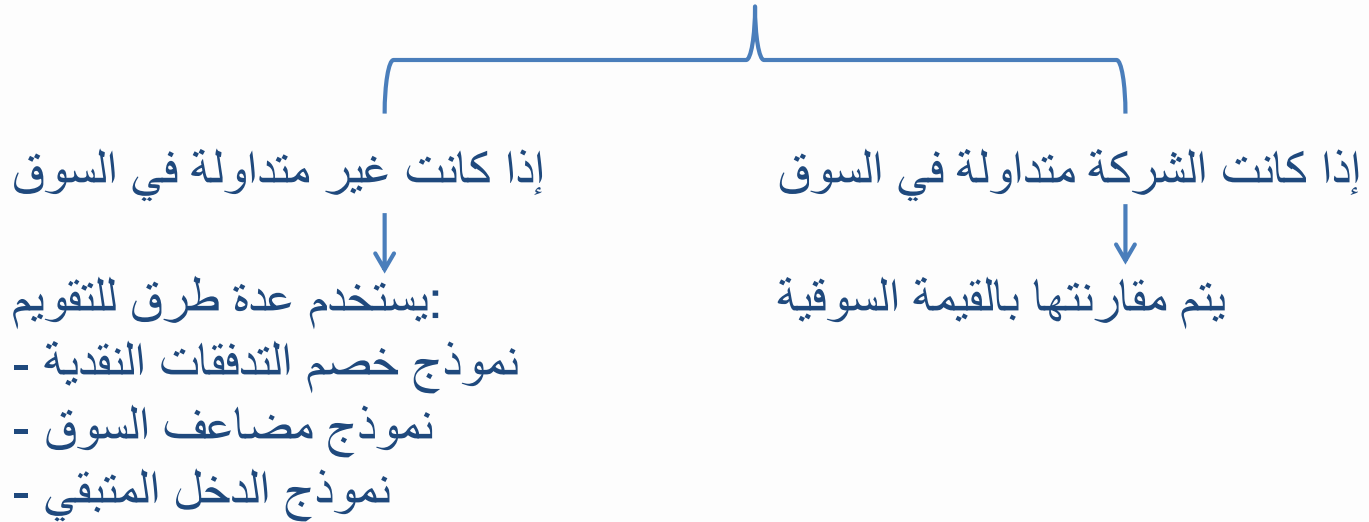 إذا كانت الشركة متداولة في السوق
إذا كانت غير متداولة في السوق
يتم مقارنتها بالقيمة السوقية
يستخدم عدة طرق للتقويم:
نموذج خصم التدفقات النقدية -
نموذج مضاعف السوق -
نموذج الدخل المتبقي -